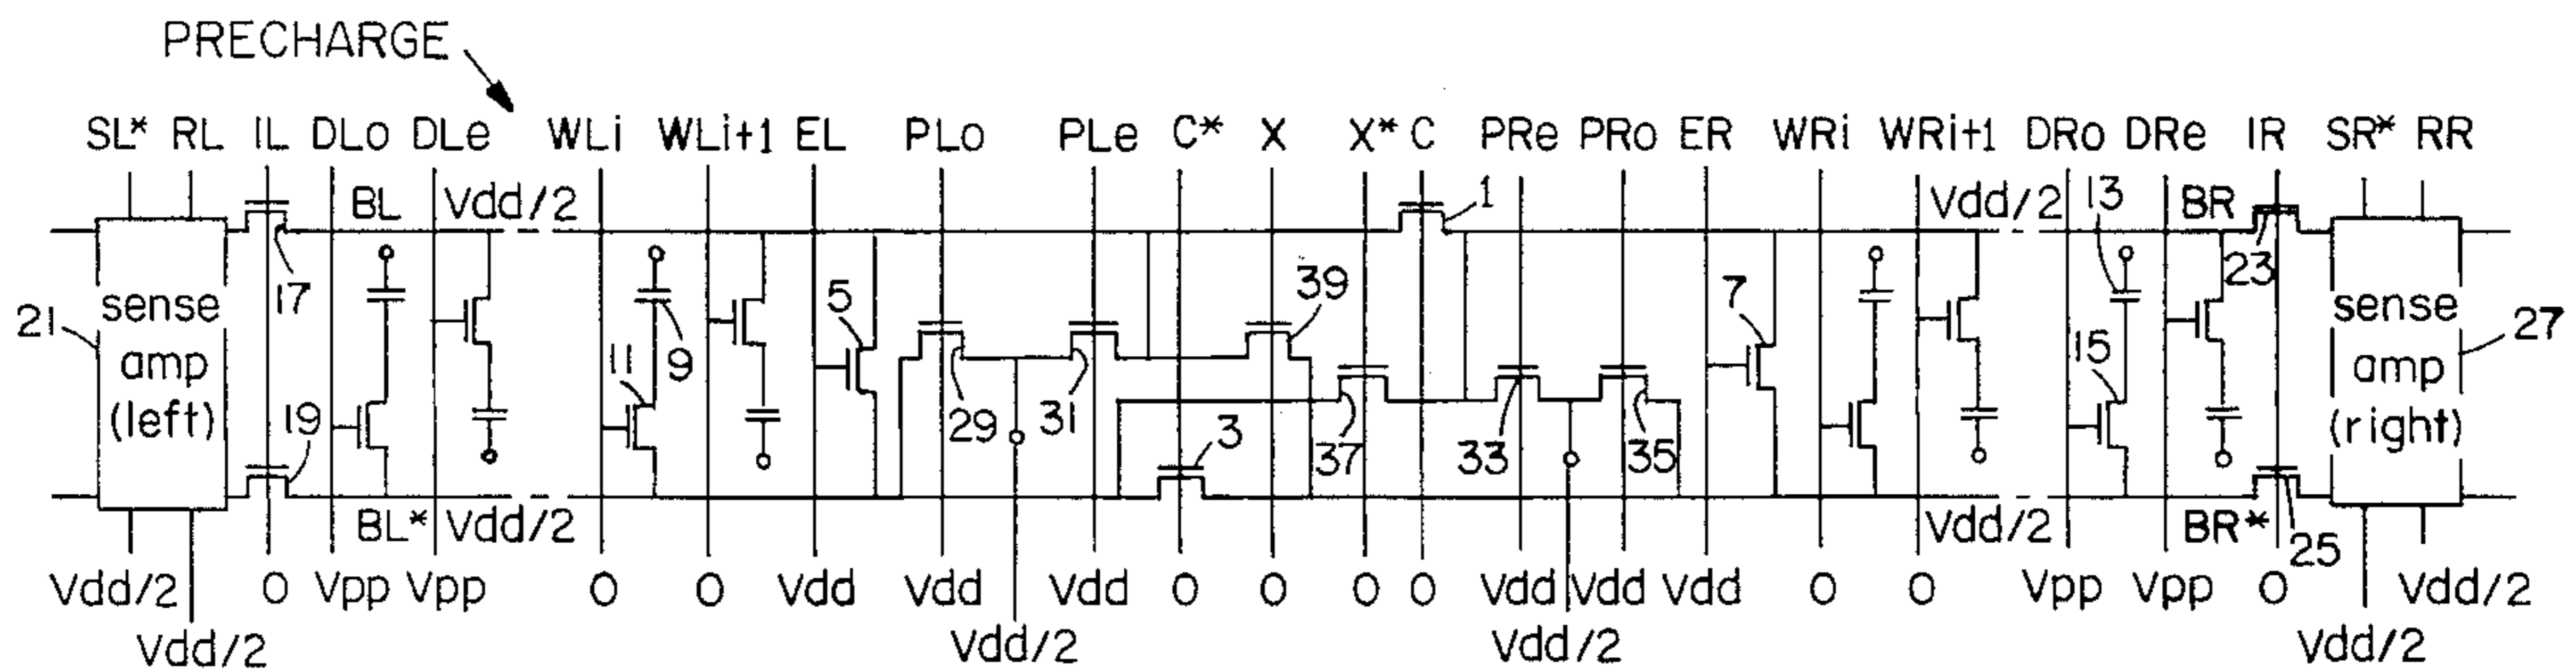 PRECHARGE
SL* RL IL DLo DLe WLi WLi+1 EL PLo PLe C* X X* C PRe PRo ER WRi WRi+1 DRo DRe IR SR* RR
BL Vdd/2 1 Vdd/2 13 BR
17 39 23
21 sense amp (left) 5 7 sense amp (right) 27
11 9 15
19 29 31 3 37 33 35
BL* Vdd/2 Vdd/2 BR* 25
Vdd/2 0 Vpp Vpp 0 0 Vdd Vdd Vdd 0 0 0 0 Vdd Vdd Vdd 0 0 Vpp Vpp 0 Vdd/2
Vdd/2 Vdd/2 Vdd/2 Vdd/2